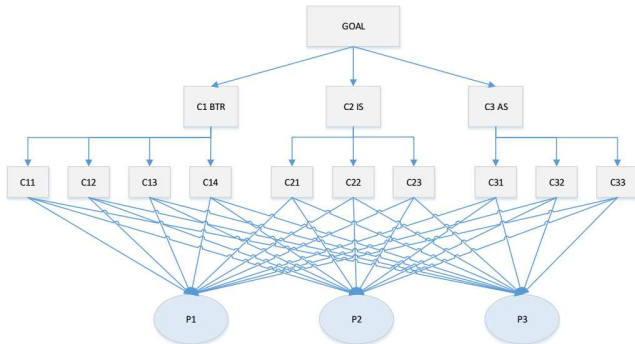 GOAL
C1 BTR
C2 IS
C3 AS
C11
C12
C13
C14
C21
C22
C23
C31
C32
C33
P1
P2
P3